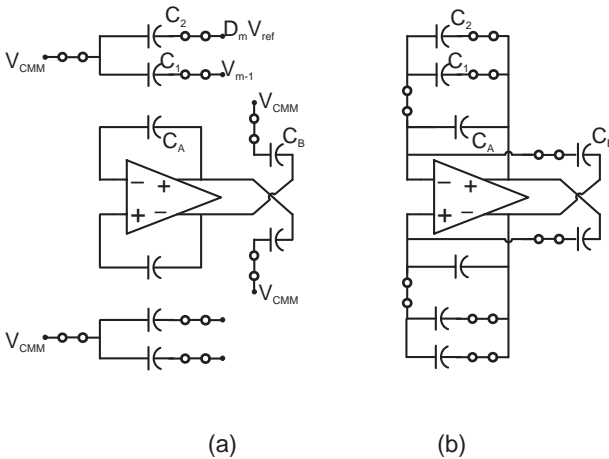 C2
DmVref
VCMM
C1
Vm-1
VCMM
CB
CA
− +
+ −
VCMM
VCMM
(a)
C2
C1
CA
− +
+ −
(b)